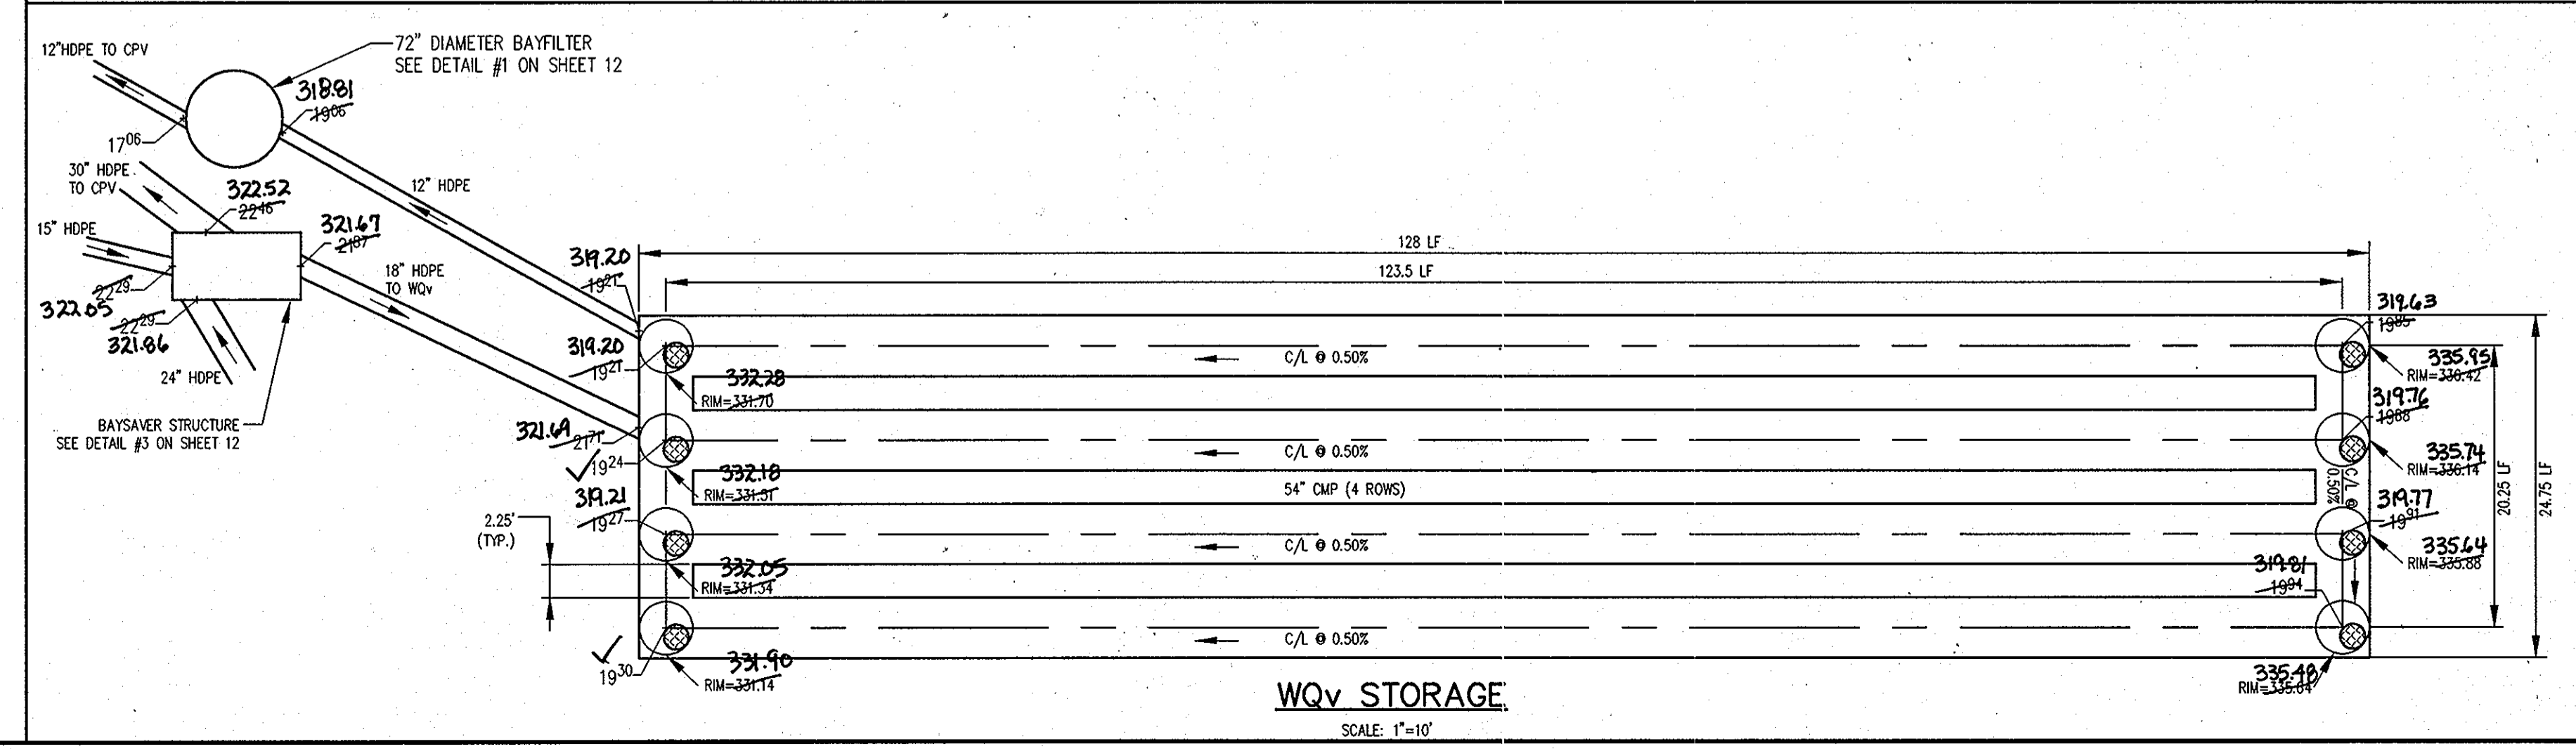 12"HDPE TO CPV
72" DIAMETER BAYFILTER
SEE DETAIL #1 ON SHEET 12
318.81
1906
1706
30" HDPE
TO CPV
322.52
2246
12" HDPE
15" HDPE
321.67
2187
18" HDPE
TO WQv
2229
322.05
2229
321.86
24" HDPE
BAYSAVER STRUCTURE
SEE DETAIL #3 ON SHEET 12
128 LF
123.5 LF
319.20
1921
319.63
1985
319.20
1921
C/L @ 0.50%
335.95
RIM=336.42
332.28
RIM=331.70
319.76
1988
321.69
2171
1924
C/L @ 0.50%
335.74
RIM=336.14
332.18
RIM=331.51
54" CMP (4 ROWS)
C/L @
0.50%
20.25 LF
24.75 LF
319.21
1927
319.77
1991
2.25'
(TYP.)
C/L @ 0.50%
335.64
RIM=335.88
332.05
RIM=331.34
319.81
1994
C/L @ 0.50%
1930
331.90
RIM=331.14
335.48
RIM=335.64
WQv STORAGE
SCALE: 1"=10'